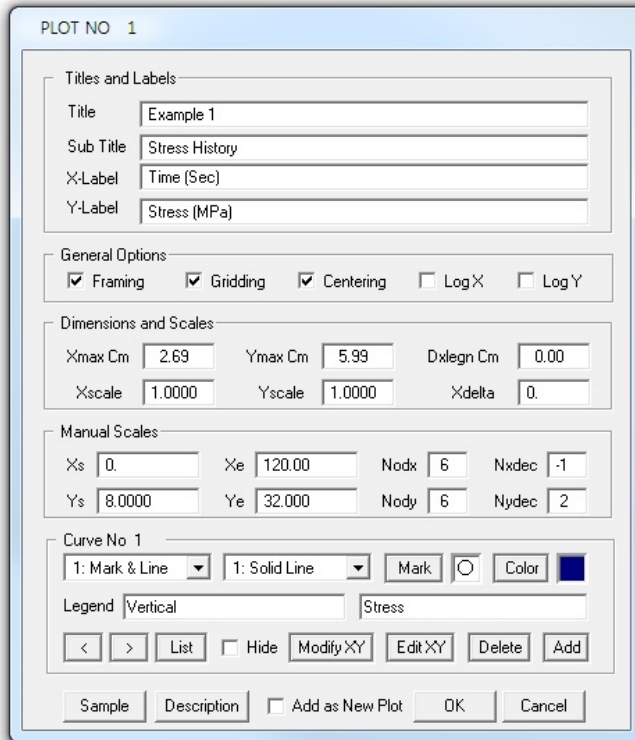 PLOT NO 1
Titles and Labels
Title Example 1
Sub Title Stress History
X-Label Time (Sec)
Y-Label Stress (MPa)
General Options
Framing Gridding Centering Log X Log Y
Dimensions and Scales
Xmax Cm 2.69 Ymax Cm 5.99 Dxlegn Cm 0.00
Xscale 1.0000 Yscale 1.0000 Xdelta 0.
Manual Scales
Xs 0. Xe 120.00 Nodx 6 Nxdec -1
Ys 8.0000 Ye 32.000 Nody 6 Nydec 2
Curve No 1
1: Mark & Line 1: Solid Line Mark Color
Legend Vertical Stress
< > List Hide Modify XY Edit XY Delete Add
Sample Description Add as New Plot OK Cancel